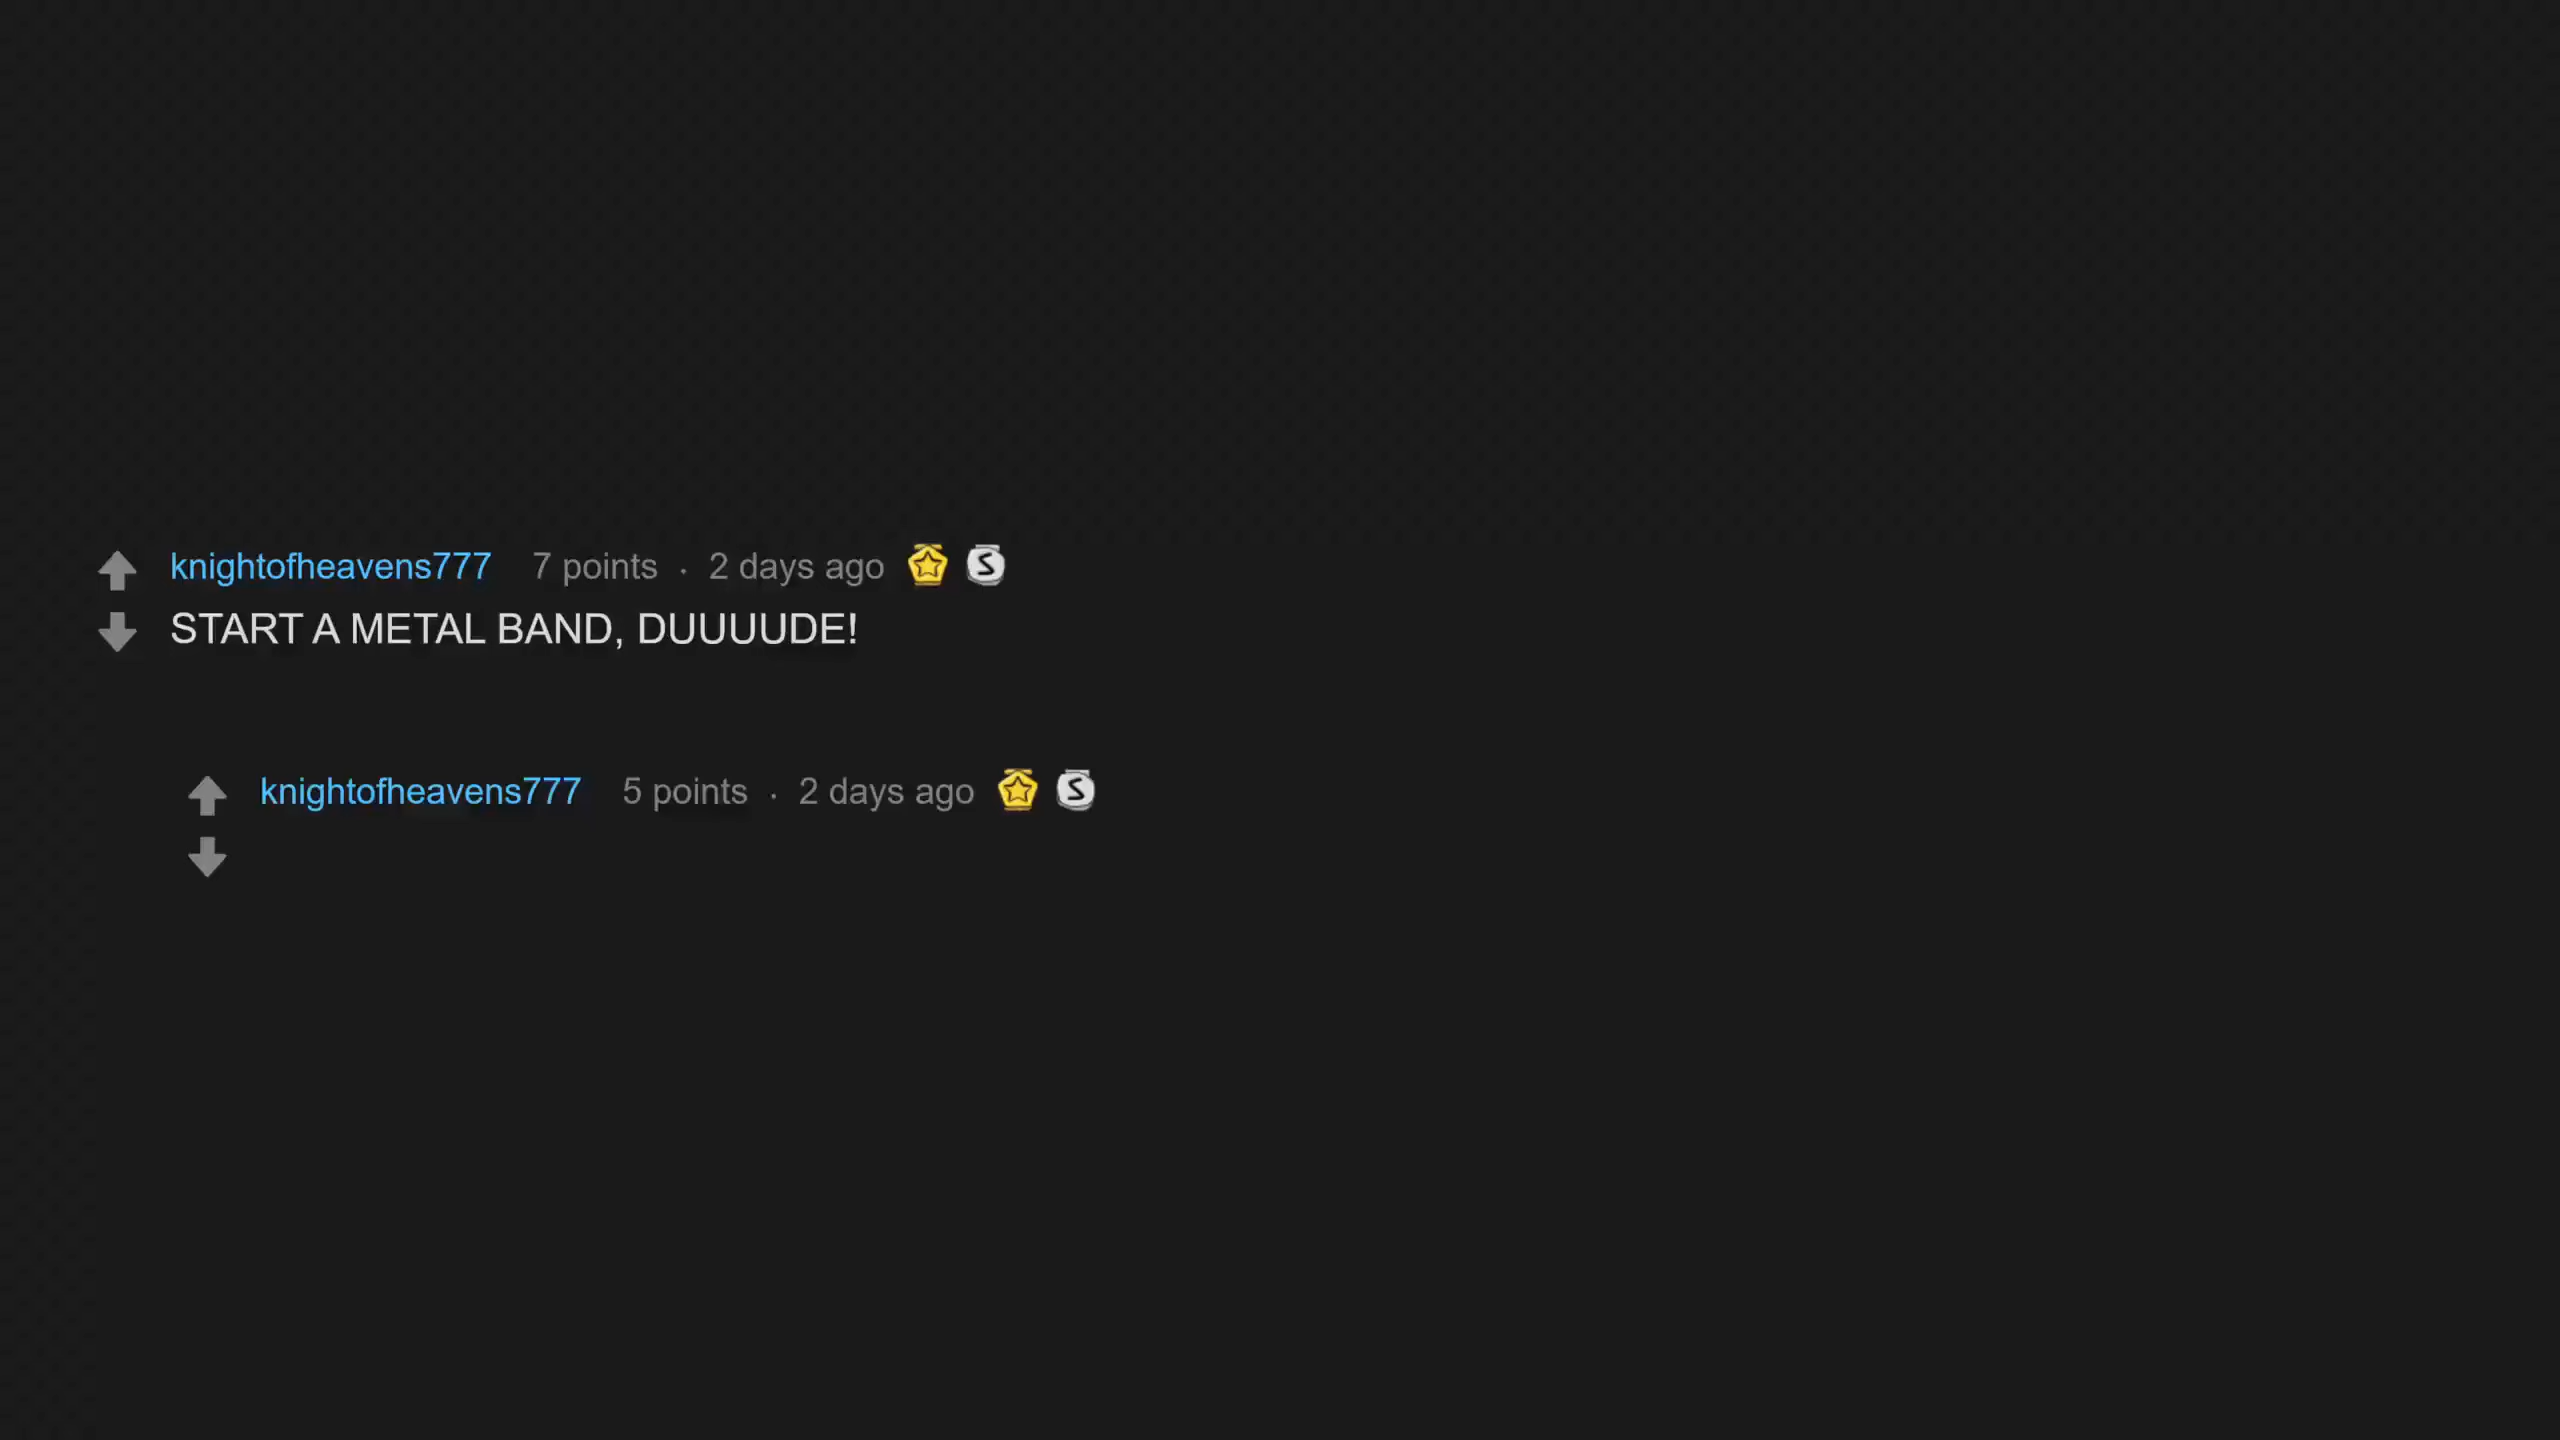 knightofheavens777 7 points · 2 days ago S
START A METAL BAND, DUUUUDE!
knightofheavens777 5 points · 2 days ago S